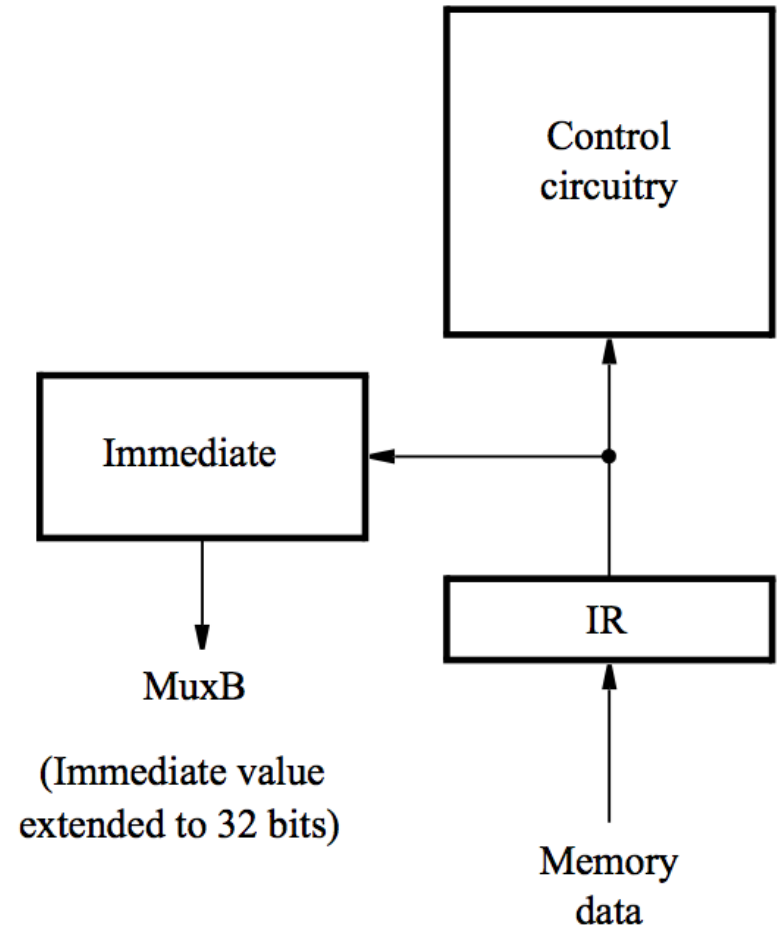 Control
circuitry
Immediate
IR
MuxB
(Immediate value
extended to 32 bits)
Memory
data